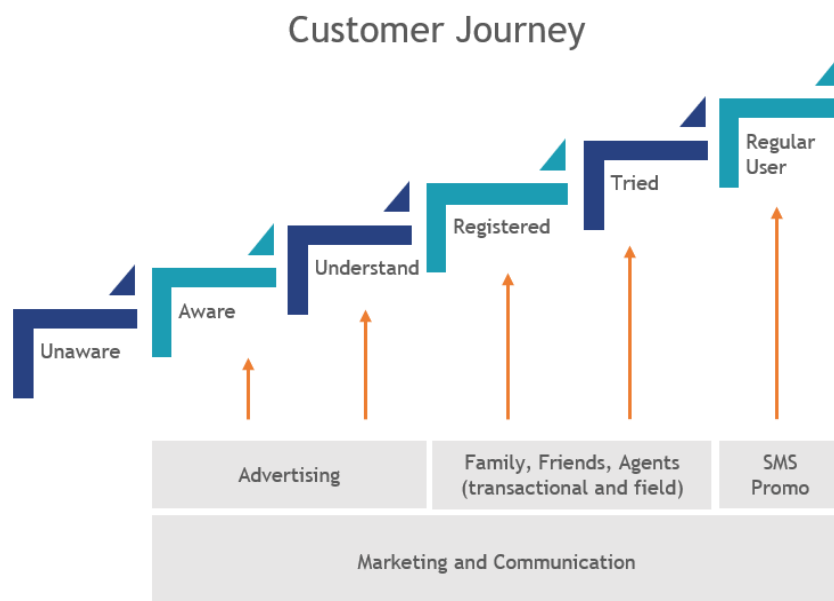 Customer Journey
Unaware
Aware
Understand
Registered
Tried
Regular
User
Advertising
Family, Friends, Agents
(transactional and field)
SMS
Promo
Marketing and Communication